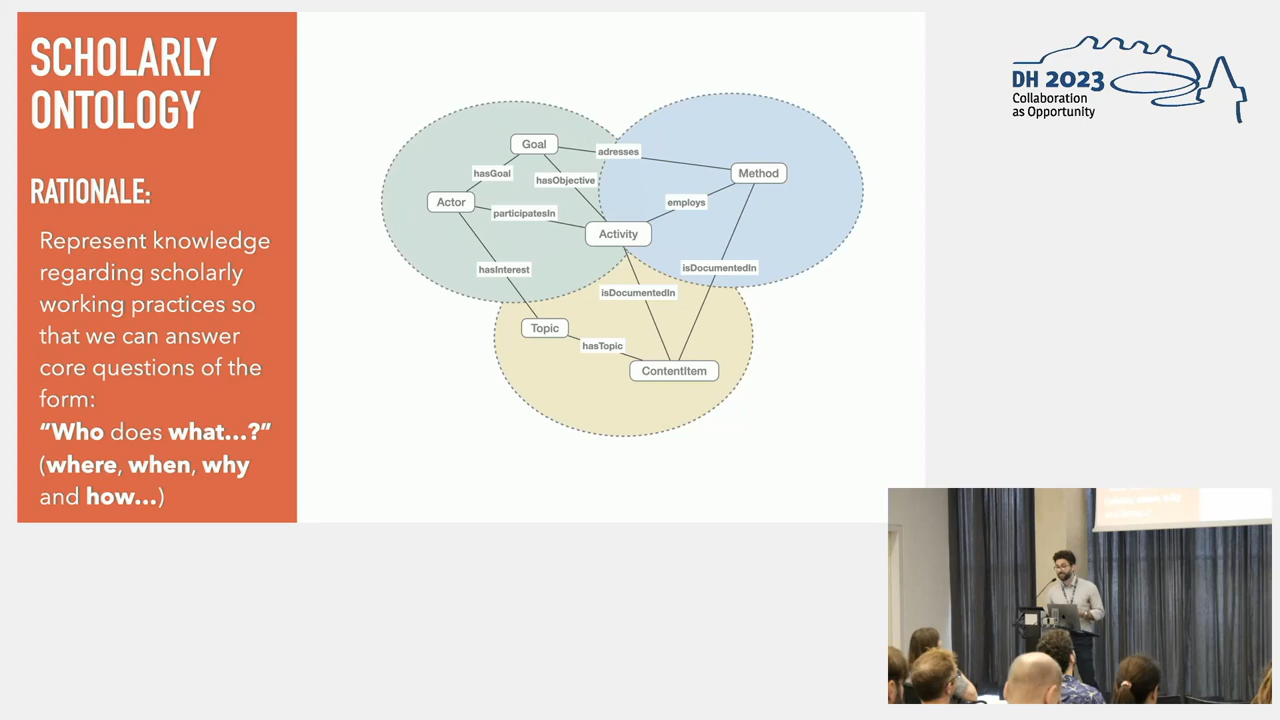 SCHOLARLY
ONTOLOGY
RATIONALE:
Represent knowledge
regarding scholarly
working practices so
that we can answer
core questions of the
form:
“Who does what...?”
(where, when, why
and how...)
Goal
adresses
hasGoal
hasObjective
Method
Actor
participatesIn
employs
Activity
hasInterest
isDocumentedIn
isDocumentedIn
Topic
hasTopic
ContentItem
DH 2023
Collaboration
as Opportunity